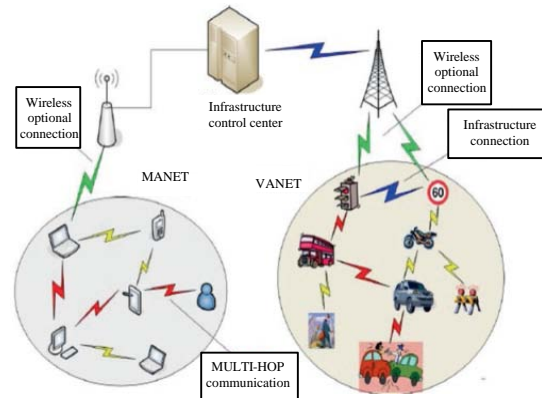 Wireless
optional
connection
Infrastructure
control center
Wireless
optional
connection
Infrastructure
connection
MANET
VANET
60
MULTI-HOP
communication